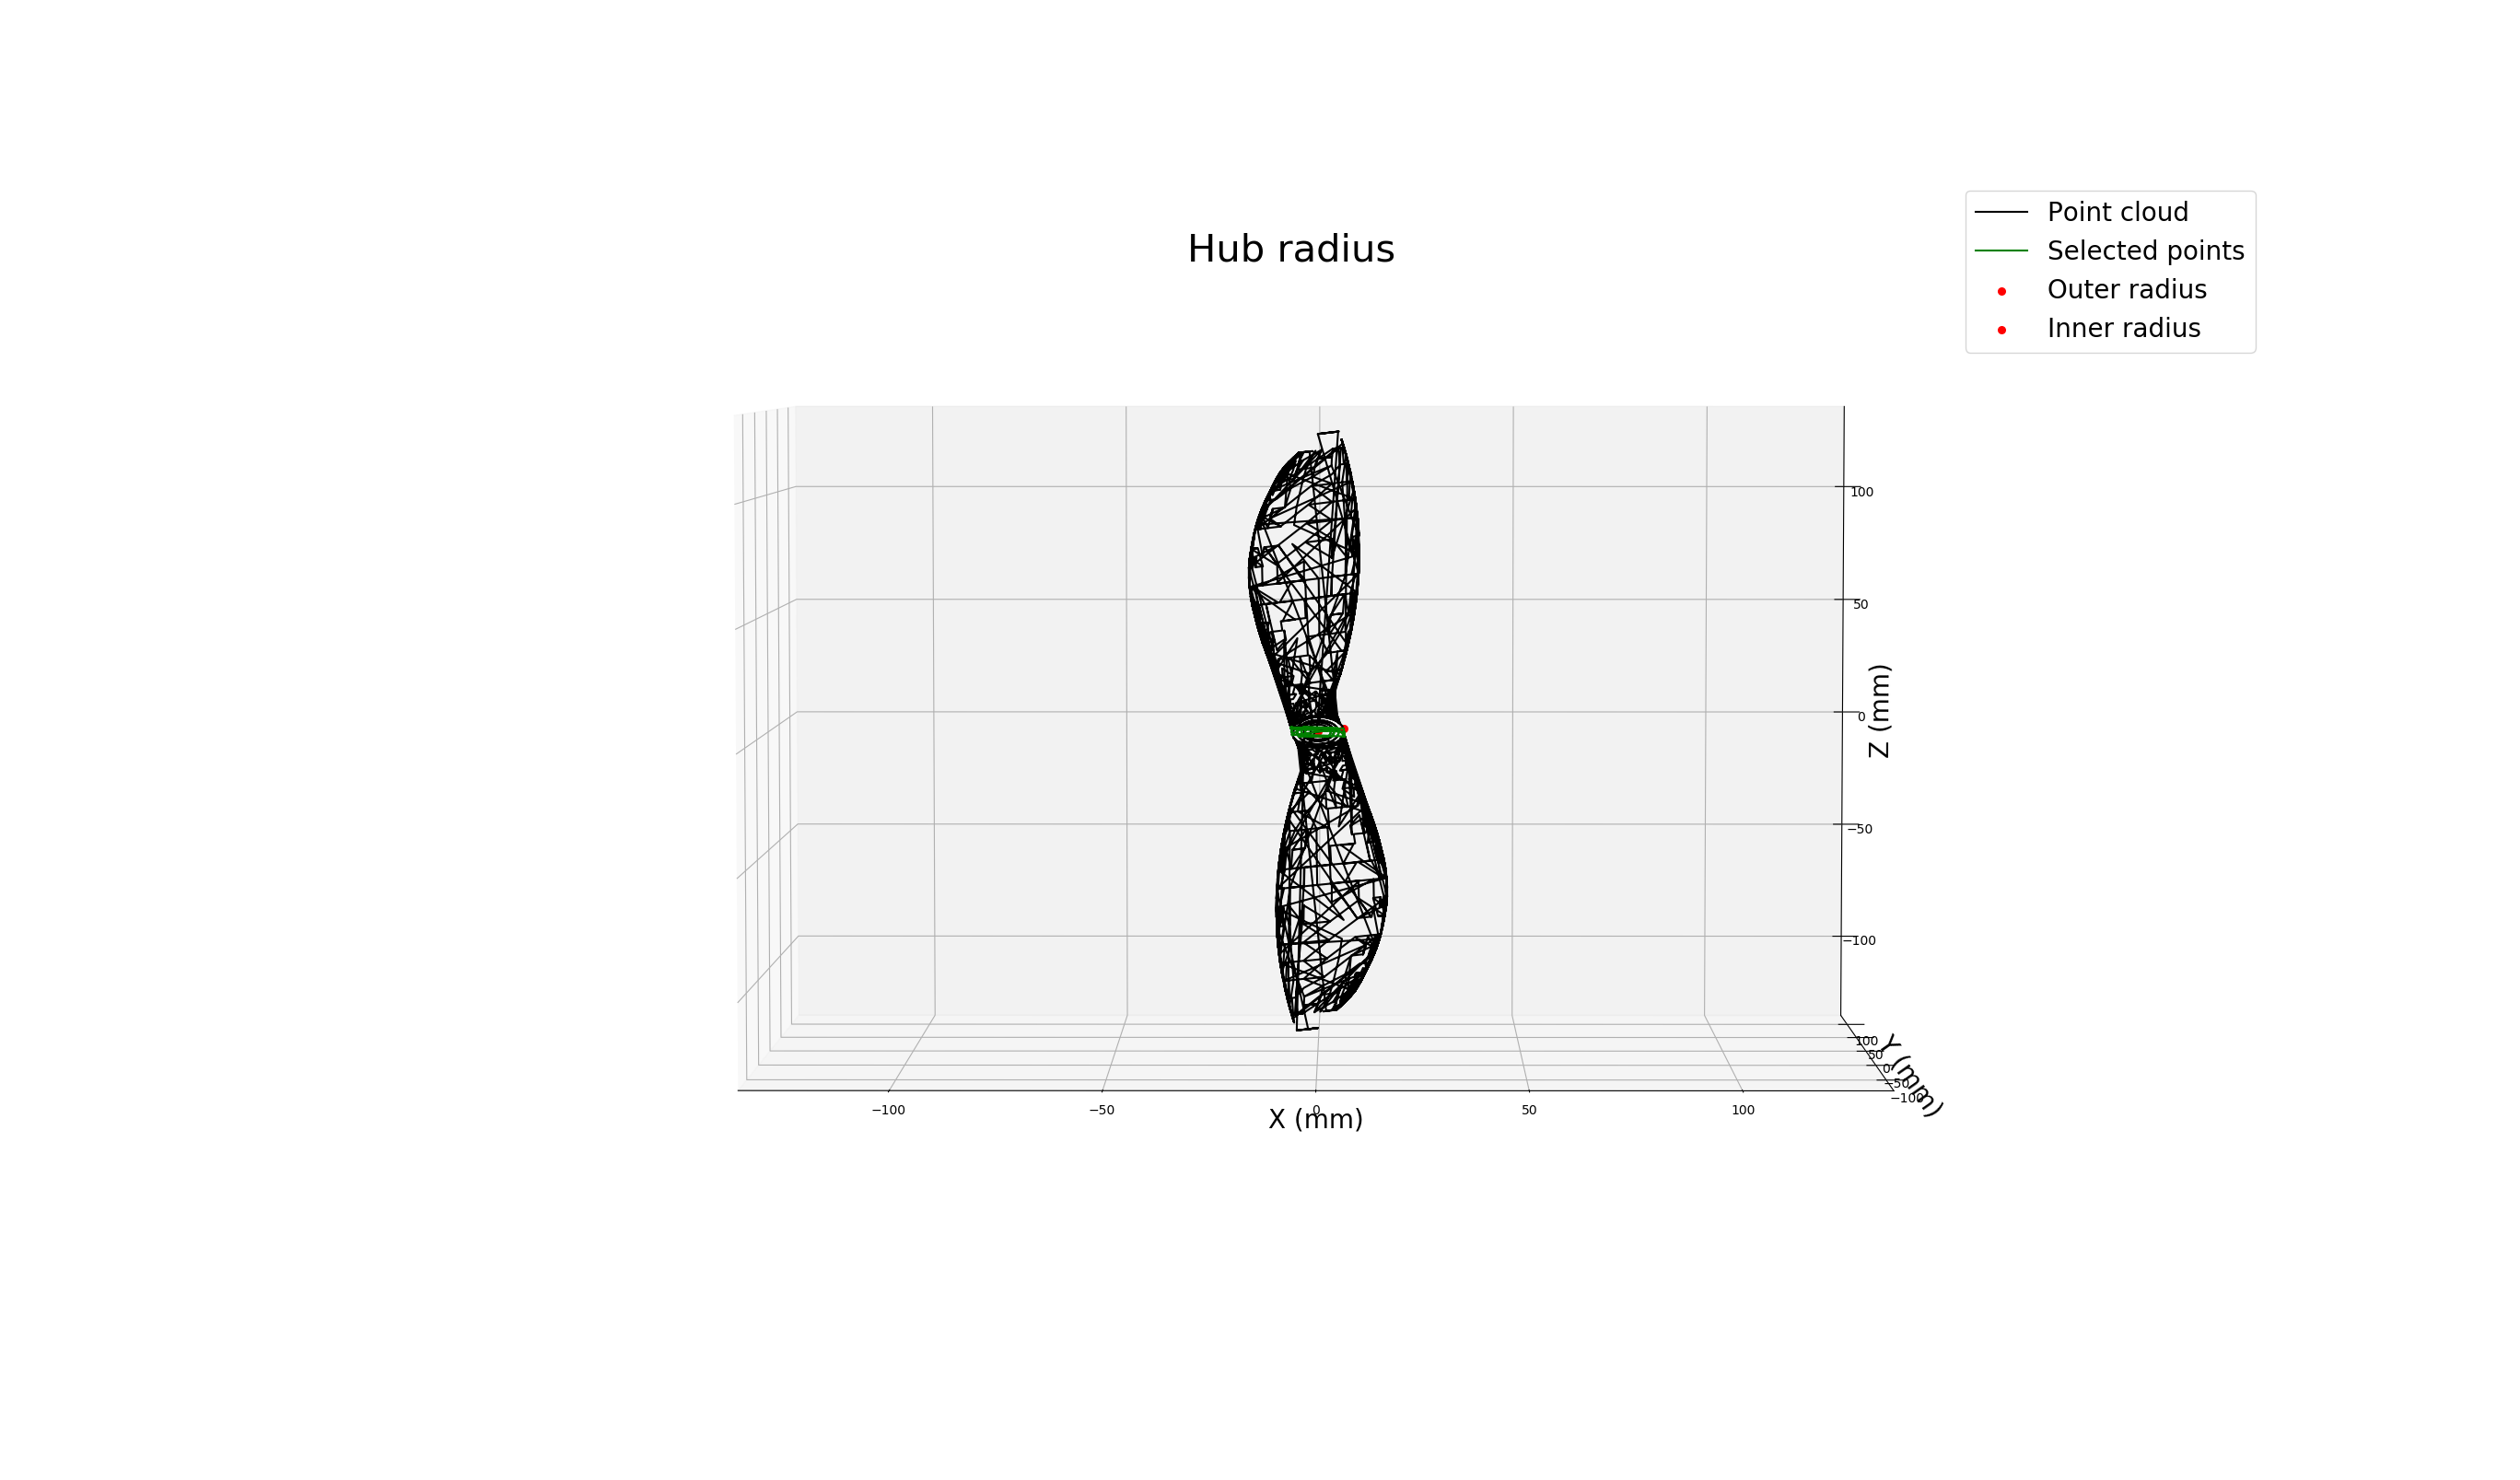 Hub radius
Point cloud
Selected points
Outer radius
Inner radius
100
50
0
−50
−100
Z (mm)
100
50
0
−50
−100
Y (mm)
−100
−50
0
50
100
X (mm)